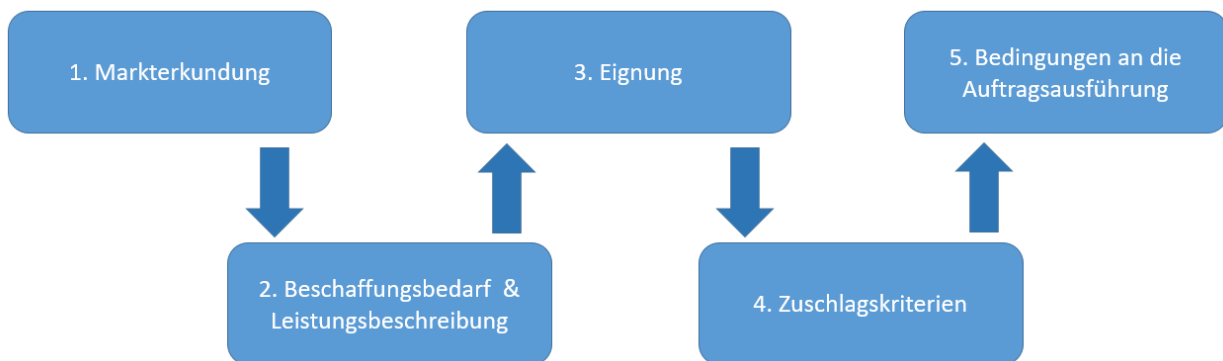 1. Markterkundung
2. Beschaffungsbedarf &
Leistungsbeschreibung
3. Eignung
4. Zuschlagskriterien
5. Bedingungen an die
Auftragsausführung